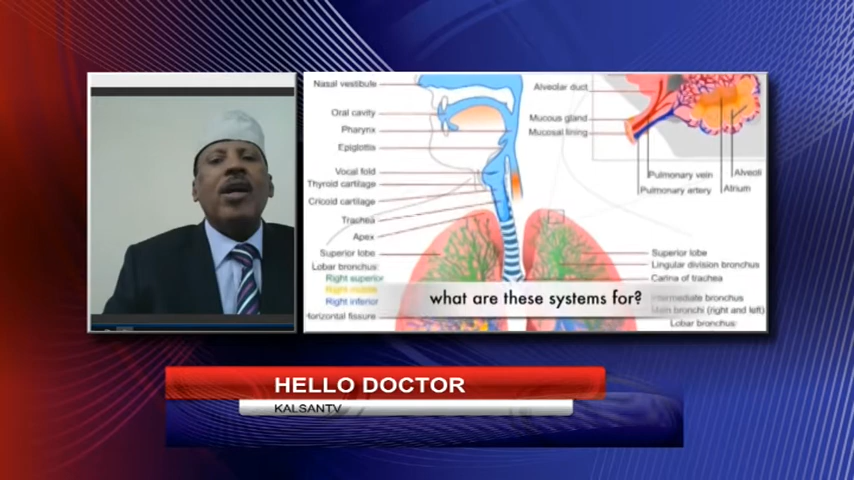 Nasal vestibule
Oral cavity
Pharynx
Epiglottis
Vocal fold
Thyroid cartilage
Cricoid cartilage
Trachea
Apex
Superior lobe
Lobar bronchus:
Right superior
Right middle
Right inferior
Horizontal fissure
Alveolar duct
Mucous gland
Mucosal lining
Pulmonary vein
Alveoli
Pulmonary artery
Atrium
Superior lobe
Lingular division bronchus
Carina of trachea
Intermediate bronchus
Main bronchi (right and left)
Lobar bronchus:
what are these systems for?
HELLO DOCTOR
KALSANTV